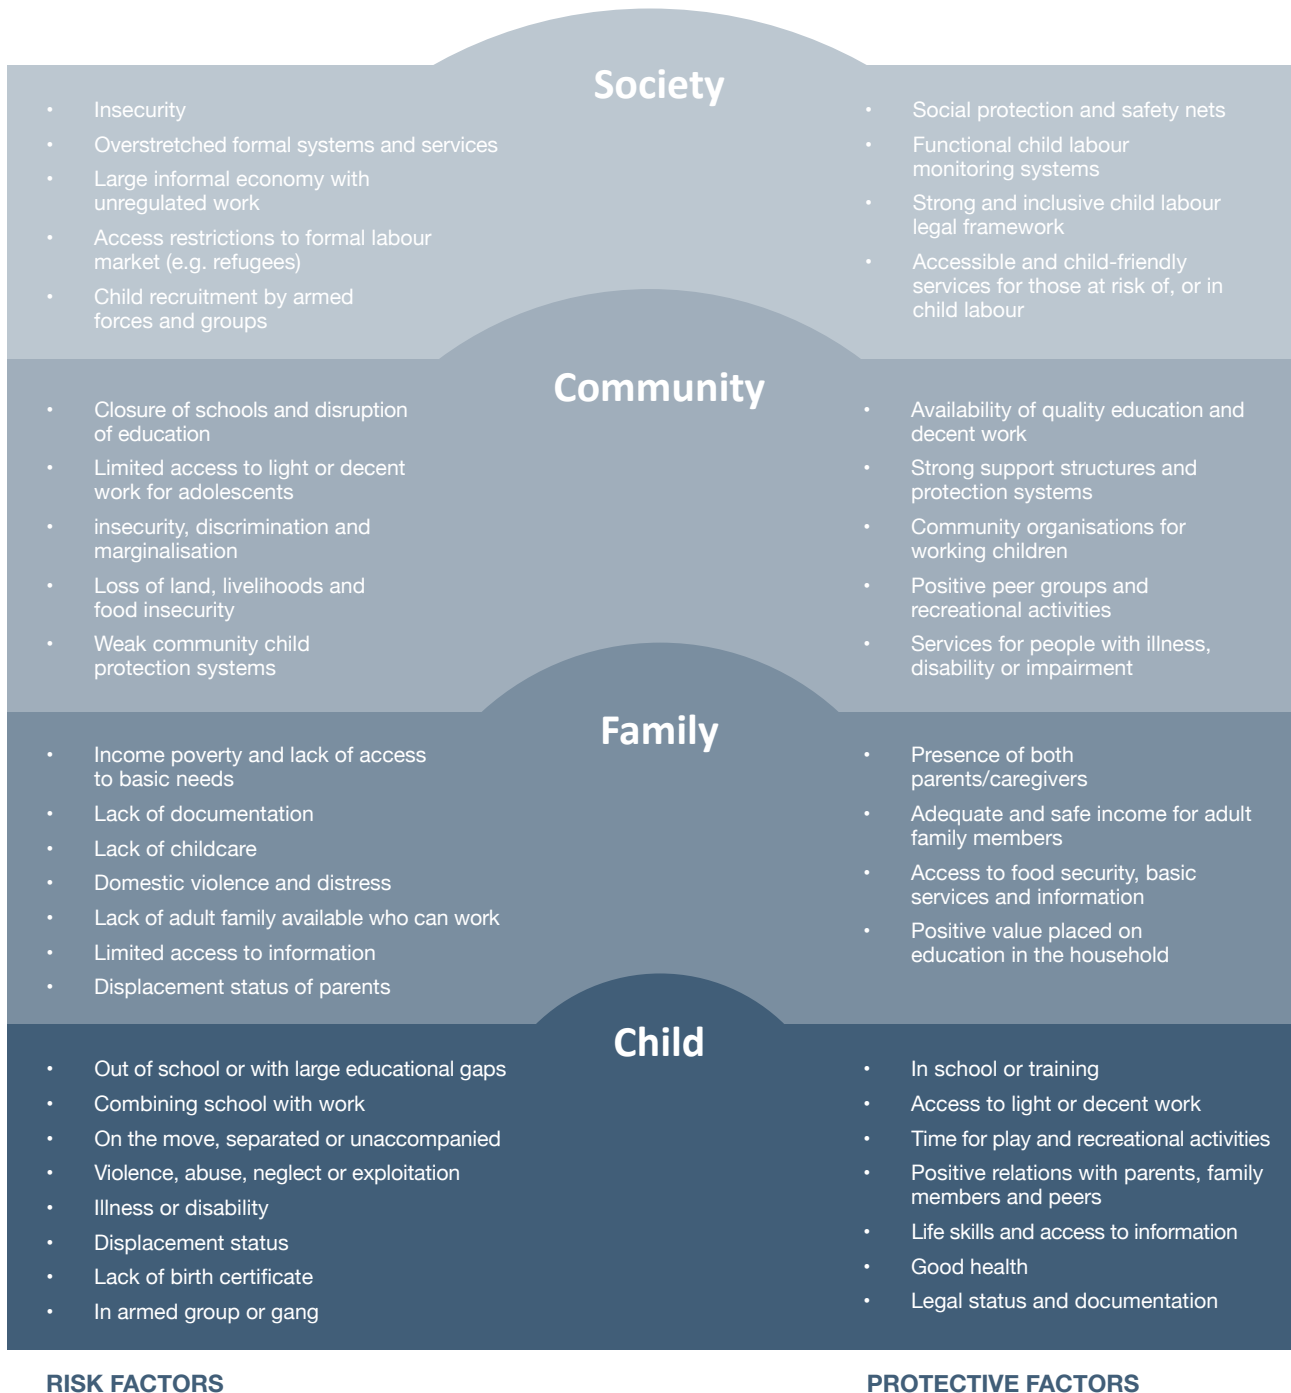 Society
• Insecurity
• Overstretched formal systems and services
• Large informal economy with
unregulated work
• Access restrictions to formal labour
market (e.g. refugees)
• Child recruitment by armed
forces and groups
• Social protection and safety nets
• Functional child labour
monitoring systems
• Strong and inclusive child labour
legal framework
• Accessible and child-friendly
services for those at risk of, or in
child labour
Community
• Closure of schools and disruption
of education
• Limited access to light or decent
work for adolescents
• insecurity, discrimination and
marginalisation
• Loss of land, livelihoods and
food insecurity
• Weak community child
protection systems
• Availability of quality education and
decent work
• Strong support structures and
protection systems
• Community organisations for
working children
• Positive peer groups and
recreational activities
• Services for people with illness,
disability or impairment
Family
• Income poverty and lack of access
to basic needs
• Lack of documentation
• Lack of childcare
• Domestic violence and distress
• Lack of adult family available who can work
• Limited access to information
• Displacement status of parents
• Presence of both
parents/caregivers
• Adequate and safe income for adult
family members
• Access to food security, basic
services and information
• Positive value placed on
education in the household
Child
• Out of school or with large educational gaps
• Combining school with work
• On the move, separated or unaccompanied
• Violence, abuse, neglect or exploitation
• Illness or disability
• Displacement status
• Lack of birth certificate
• In armed group or gang
• In school or training
• Access to light or decent work
• Time for play and recreational activities
• Positive relations with parents, family
members and peers
• Life skills and access to information
• Good health
• Legal status and documentation
RISK FACTORS
PROTECTIVE FACTORS